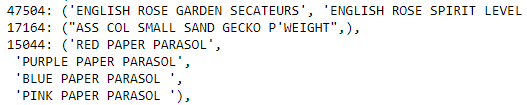 47504: ('ENGLISH ROSE GARDEN SECATEURS', 'ENGLISH ROSE SPIRIT LEVEL
17164: ("ASS COL SMALL SAND GECKO P'WEIGHT",),
15044: ('RED PAPER PARASOL',
'PURPLE PAPER PARASOL',
'BLUE PAPER PARASOL ',
'PINK PAPER PARASOL '),